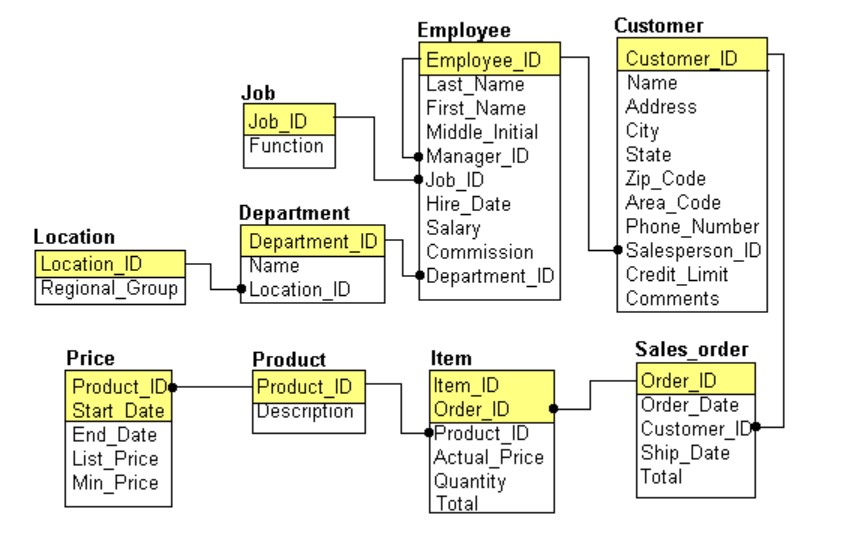 Employee
Employee_ID
Last_Name
First_Name
Middle_Initial
Manager_ID
Job_ID
Hire_Date
Salary
Commission
Department_ID
Customer
Customer_ID
Name
Address
City
State
Zip_Code
Area_Code
Phone_Number
Salesperson_ID
Credit_Limit
Comments
Job
Job_ID
Function
Department
Department_ID
Name
Location_ID
Location
Location_ID
Regional_Group
Price
Product_ID
Start_Date
End_Date
List_Price
Min_Price
Product
Product_ID
Description
Item
Item_ID
Order_ID
Product_ID
Actual_Price
Quantity
Total
Sales_order
Order_ID
Order_Date
Customer_ID
Ship_Date
Total